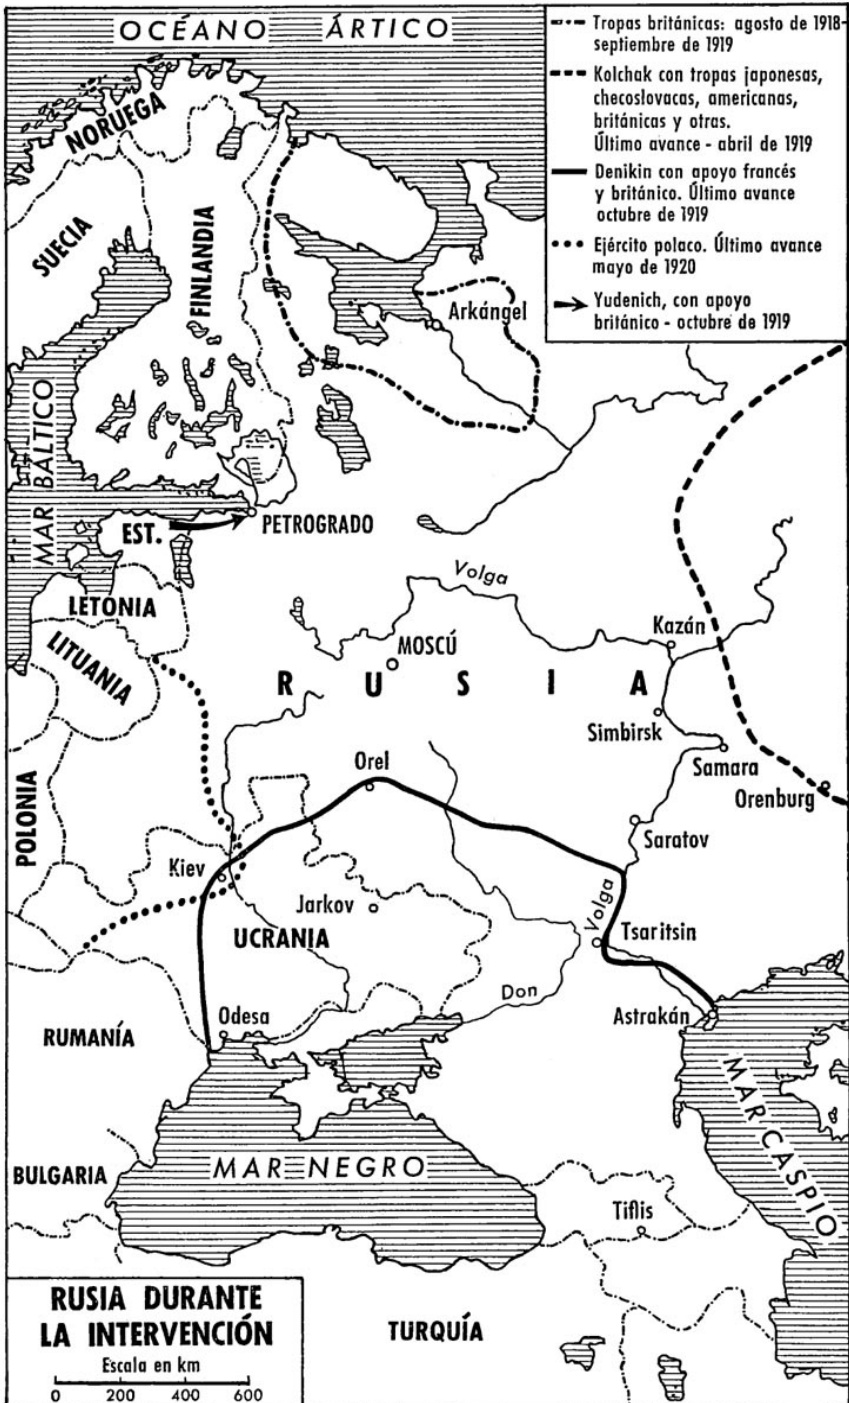 OCÉANO ÁRTICO
Tropas británicas: agosto de 1918-
septiembre de 1919
Kolchak con tropas japonesas,
checoslovacas, americanas,
británicas y otras.
Último avance - abril de 1919
Denikin con apoyo francés
y británico. Último avance
octubre de 1919
Ejército polaco. Último avance
mayo de 1920
Yudenich, con apoyo
británico - octubre de 1919
NORUEGA
SUECIA
FINLANDIA
Arkángel
MAR BÁLTICO
EST.
PETROGRADO
LETONIA
LITUANIA
Volga
Kazán
MOSCÚ
RUSIA
Simbirsk
Samara
Orenburg
POLONIA
Orel
Saratov
Kiev
Jarkov
UCRANIA
Volga
Tsaritsin
Don
Astrakán
Odesa
RUMANÍA
MAR CASPIO
BULGARIA
MAR NEGRO
Tiflis
TURQUÍA
RUSIA DURANTE
LA INTERVENCIÓN
Escala en km
0 200 400 600